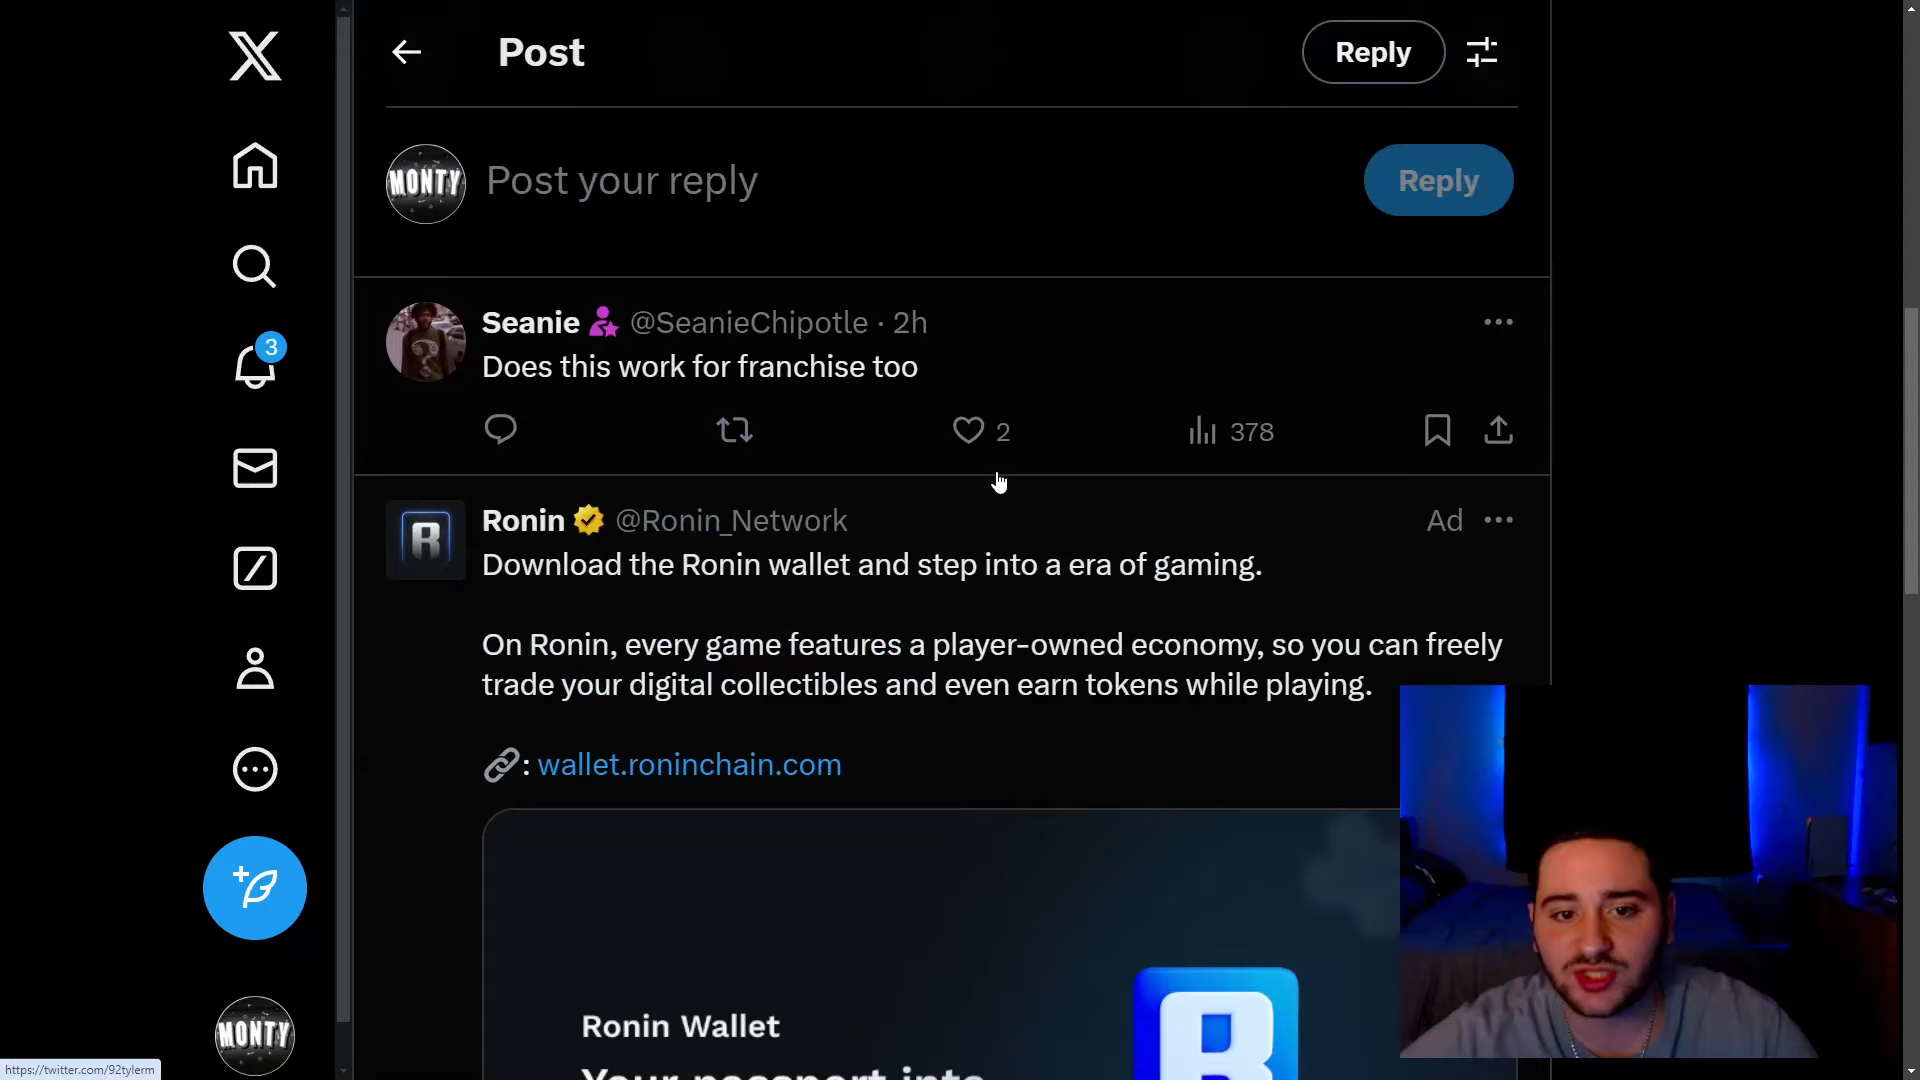 Post
Reply
MONTY
Post your reply
Reply
Seanie @SeanieChipotle · 2h
Does this work for franchise too
2
378
3
Ronin @Ronin_Network
Ad
Download the Ronin wallet and step into a era of gaming.
On Ronin, every game features a player-owned economy, so you can freely
trade your digital collectibles and even earn tokens while playing.
: wallet.roninchain.com
Ronin Wallet
Your passport into
MONTY
https://twitter.com/92tylerm